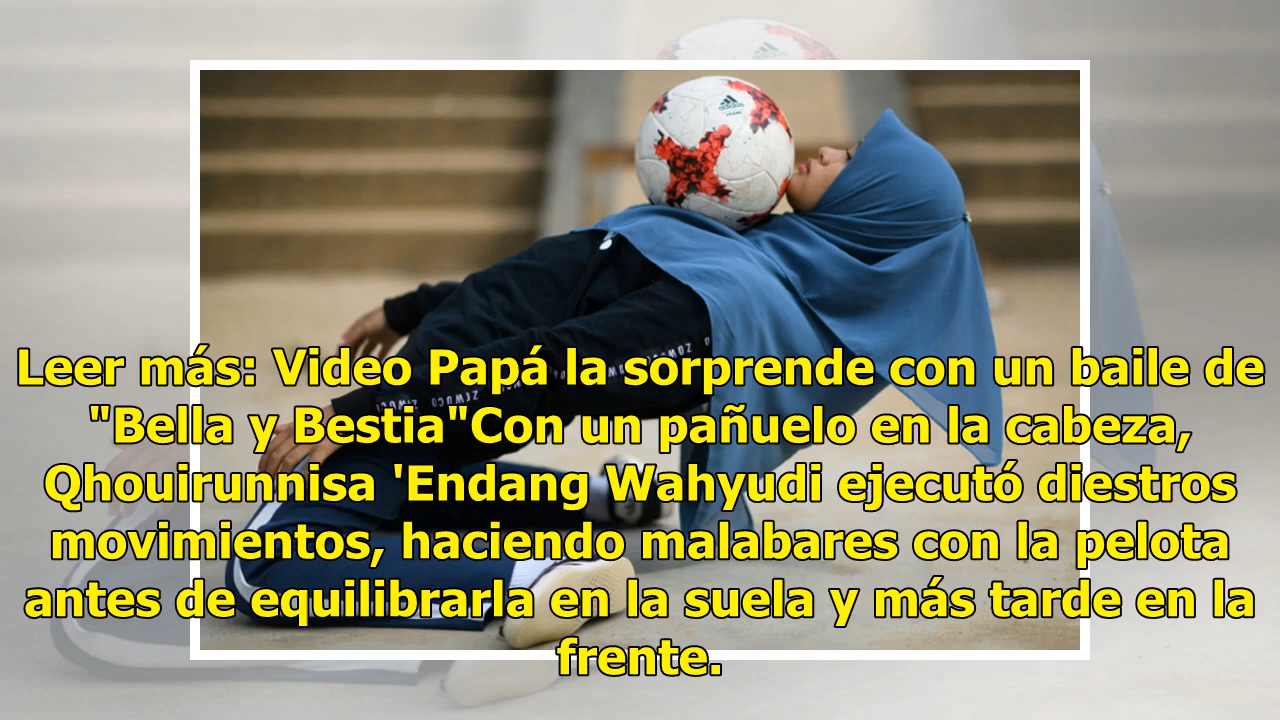 adidas
Leer más: Video Papá la sorprende con un baile de
"Bella y Bestia"Con un pañuelo en la cabeza,
Qhouirunnisa 'Endang Wahyudi ejecutó diestros
movimientos, haciendo malabares con la pelota
antes de equilibrarla en la suela y más tarde en la
frente.